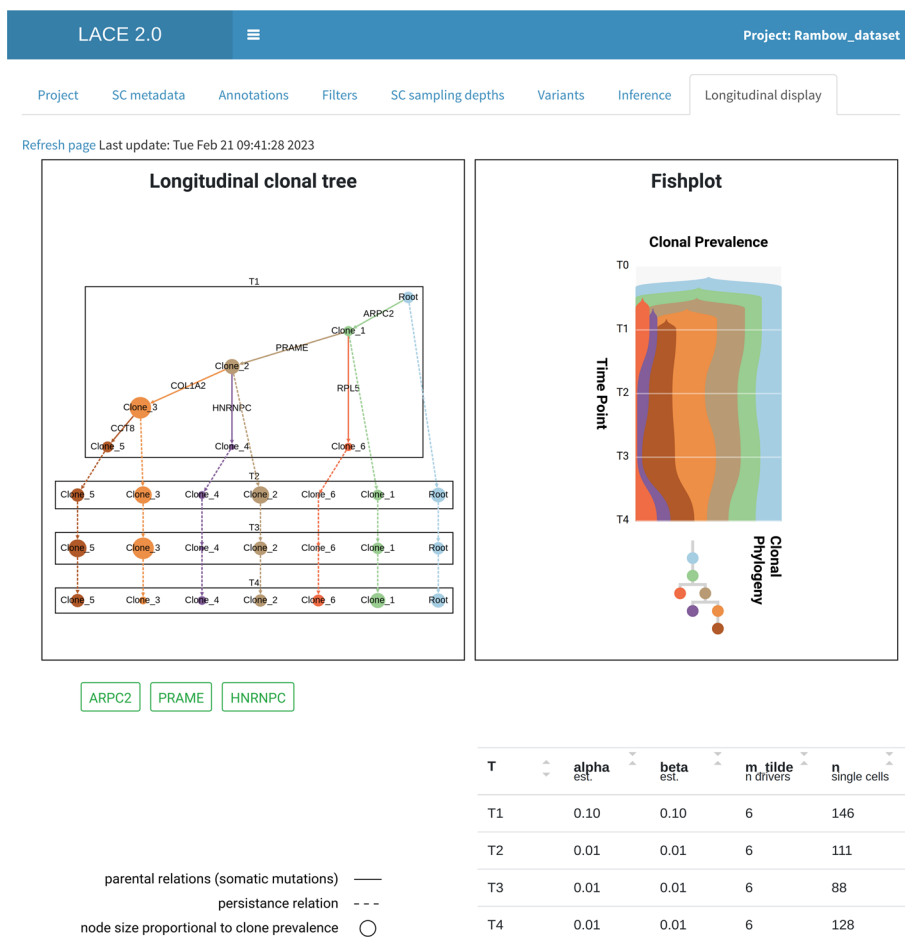 LACE 2.0
Project: Rambow_dataset
Project SC metadata Annotations Filters SC sampling depths Variants Inference Longitudinal display
Refresh page Last update: Tue Feb 21 09:41:28 2023
Longitudinal clonal tree
T1
Root
ARPC2
Clone_1
PRAME
Clone_2
COL1A2
RPL5
Clone_3
HNRNPC
CCT8
Clone_5 Clone_4 Clone_6
T2
Clone_5 Clone_3 Clone_4 Clone_2 Clone_6 Clone_1 Root
T3
Clone_5 Clone_3 Clone_4 Clone_2 Clone_6 Clone_1 Root
T4
Clone_5 Clone_3 Clone_4 Clone_2 Clone_6 Clone_1 Root
Fishplot
Clonal Prevalence
T0
T1
T2
T3
T4
Time Point
Clonal
Phylogeny
ARPC2 PRAME HNRNPC
parental relations (somatic mutations)
persistance relation
node size proportional to clone prevalence
T alpha beta m_tilde n
est. est. n drivers single cells
T1 0.10 0.10 6 146
T2 0.01 0.01 6 111
T3 0.01 0.01 6 88
T4 0.01 0.01 6 128